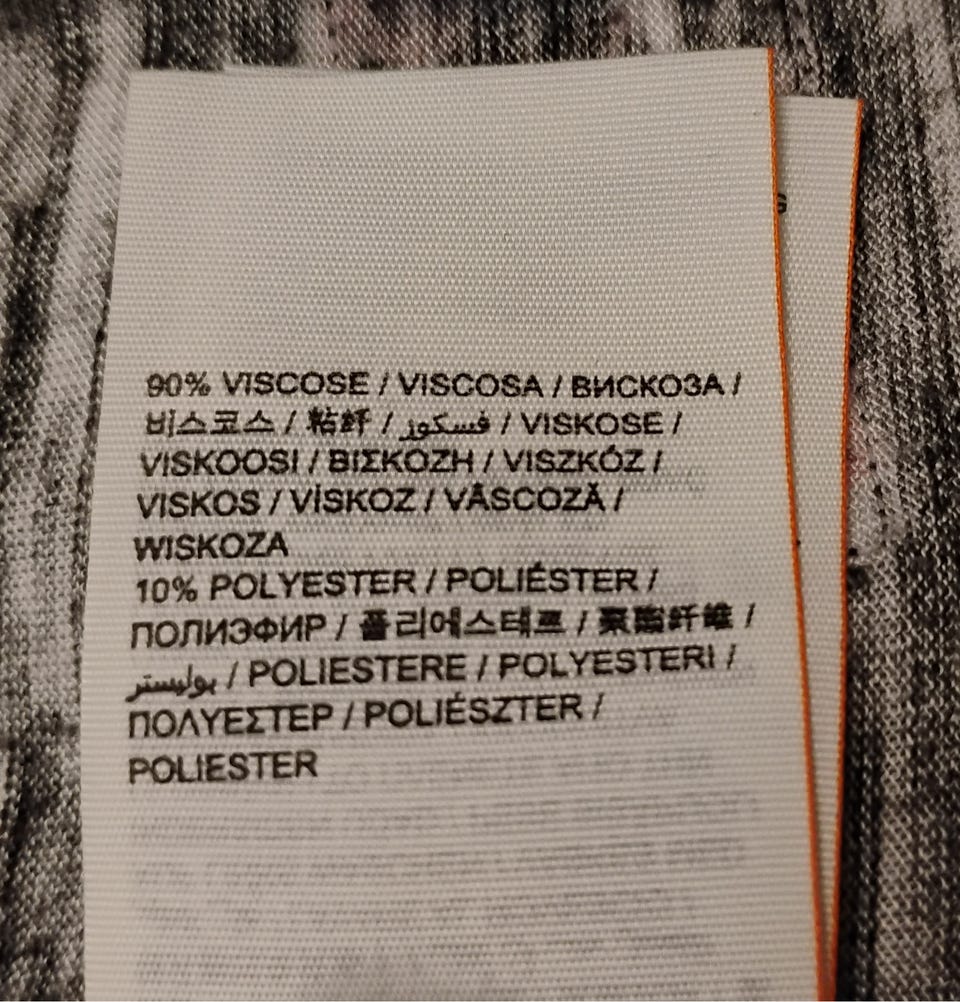 90% VISCOSE / VISCOSA / ВИСКОЗА /
비스코스 / 粘纤 / فسكوز / VISKOSE /
VISKOOSI / ΒΙΣΚΟΖΗ / VISZKÓZ /
VISKOS / VİSKOZ / VÂSCOZĂ /
WISKOZA
10% POLYESTER / POLIÉSTER /
ПОЛИЭФИР / 폴리에스테르 / 聚酯纤维 /
بوليستر / POLIESTERE / POLYESTERI /
ΠΟΛΥΕΣΤΕΡ / POLIÉSZTER /
POLIESTER